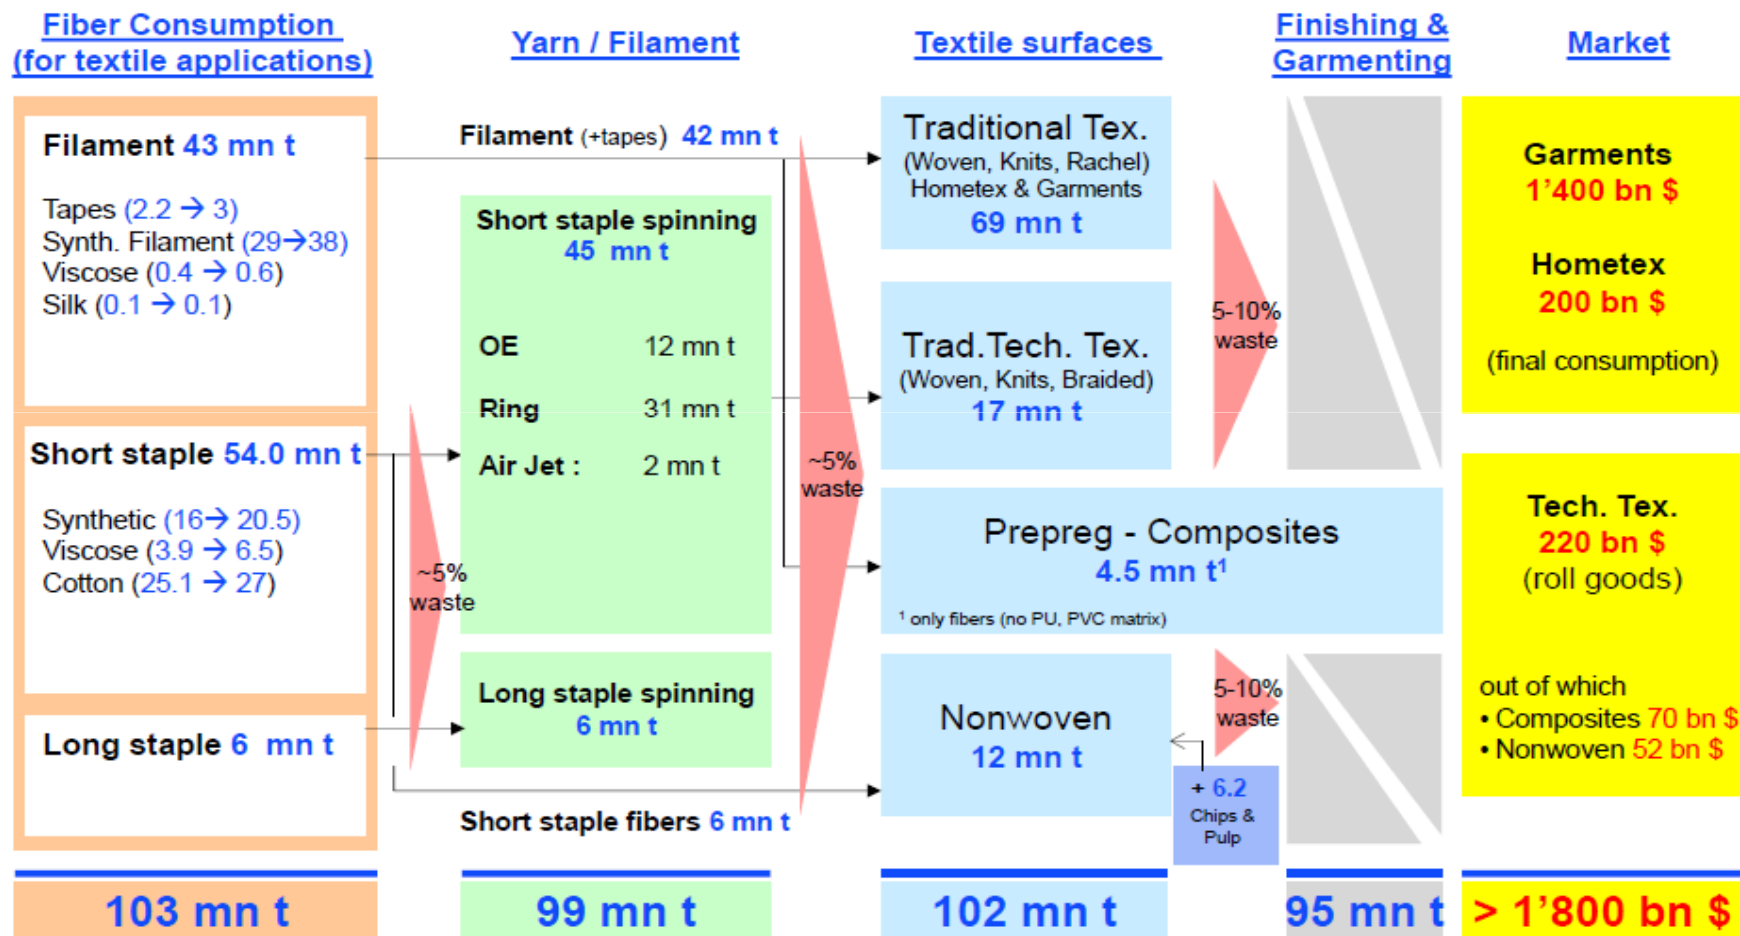 Fiber Consumption
(for textile applications)
Yarn / Filament
Textile surfaces
Finishing &
Garmenting
Market
Filament 43 mn t
Tapes (2.2 → 3)
Synth. Filament (29→38)
Viscose (0.4 → 0.6)
Silk (0.1 → 0.1)
Short staple 54.0 mn t
Synthetic (16→ 20.5)
Viscose (3.9 → 6.5)
Cotton (25.1 → 27)
Long staple 6 mn t
103 mn t
~5%
waste
Filament (+tapes) 42 mn t
Short staple spinning
45 mn t
OE 12 mn t
Ring 31 mn t
Air Jet : 2 mn t
Long staple spinning
6 mn t
Short staple fibers 6 mn t
99 mn t
~5%
waste
Traditional Tex.
(Woven, Knits, Rachel)
Hometex & Garments
69 mn t
Trad.Tech. Tex.
(Woven, Knits, Braided)
17 mn t
Prepreg - Composites
4.5 mn t¹
¹ only fibers (no PU, PVC matrix)
Nonwoven
12 mn t
+ 6.2
Chips &
Pulp
102 mn t
5-10%
waste
5-10%
waste
95 mn t
Garments
1’400 bn $
Hometex
200 bn $
(final consumption)
Tech. Tex.
220 bn $
(roll goods)
out of which
• Composites 70 bn $
• Nonwoven 52 bn $
> 1’800 bn $